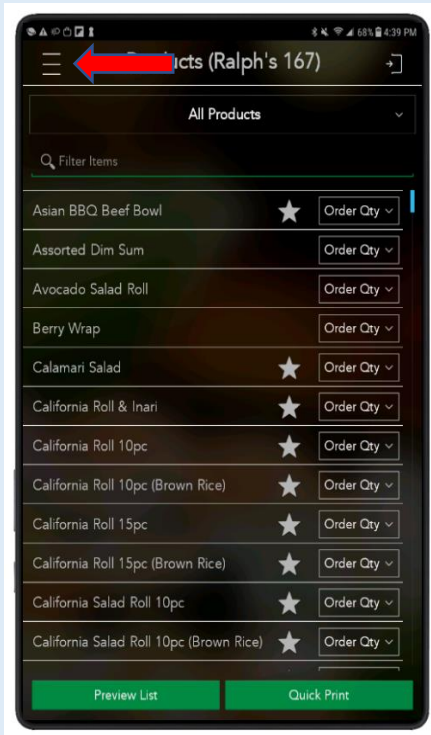 68% 4:39 PM
ucts (Ralph's 167)
All Products
Filter Items
Asian BBQ Beef Bowl Order Qty
Assorted Dim Sum Order Qty
Avocado Salad Roll Order Qty
Berry Wrap Order Qty
Calamari Salad Order Qty
California Roll & Inari Order Qty
California Roll 10pc Order Qty
California Roll 10pc (Brown Rice) Order Qty
California Roll 15pc Order Qty
California Roll 15pc (Brown Rice) Order Qty
California Salad Roll 10pc Order Qty
California Salad Roll 10pc (Brown Rice) Order Qty
Preview List Quick Print